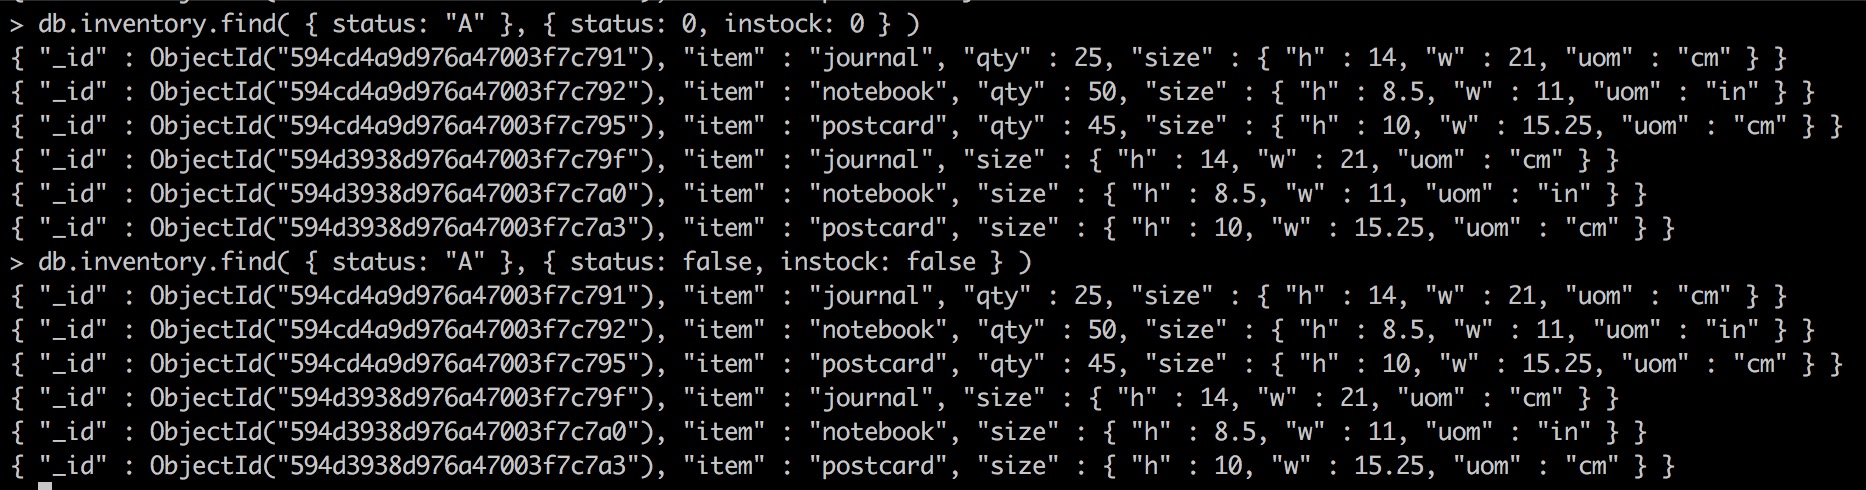 > db.inventory.find( { status: "A" }, { status: 0, instock: 0 } )
{ "_id" : ObjectId("594cd4a9d976a47003f7c791"), "item" : "journal", "qty" : 25, "size" : { "h" : 14, "w" : 21, "uom" : "cm" } }
{ "_id" : ObjectId("594cd4a9d976a47003f7c792"), "item" : "notebook", "qty" : 50, "size" : { "h" : 8.5, "w" : 11, "uom" : "in" } }
{ "_id" : ObjectId("594cd4a9d976a47003f7c795"), "item" : "postcard", "qty" : 45, "size" : { "h" : 10, "w" : 15.25, "uom" : "cm" } }
{ "_id" : ObjectId("594d3938d976a47003f7c79f"), "item" : "journal", "size" : { "h" : 14, "w" : 21, "uom" : "cm" } }
{ "_id" : ObjectId("594d3938d976a47003f7c7a0"), "item" : "notebook", "size" : { "h" : 8.5, "w" : 11, "uom" : "in" } }
{ "_id" : ObjectId("594d3938d976a47003f7c7a3"), "item" : "postcard", "size" : { "h" : 10, "w" : 15.25, "uom" : "cm" } }
> db.inventory.find( { status: "A" }, { status: false, instock: false } )
{ "_id" : ObjectId("594cd4a9d976a47003f7c791"), "item" : "journal", "qty" : 25, "size" : { "h" : 14, "w" : 21, "uom" : "cm" } }
{ "_id" : ObjectId("594cd4a9d976a47003f7c792"), "item" : "notebook", "qty" : 50, "size" : { "h" : 8.5, "w" : 11, "uom" : "in" } }
{ "_id" : ObjectId("594cd4a9d976a47003f7c795"), "item" : "postcard", "qty" : 45, "size" : { "h" : 10, "w" : 15.25, "uom" : "cm" } }
{ "_id" : ObjectId("594d3938d976a47003f7c79f"), "item" : "journal", "size" : { "h" : 14, "w" : 21, "uom" : "cm" } }
{ "_id" : ObjectId("594d3938d976a47003f7c7a0"), "item" : "notebook", "size" : { "h" : 8.5, "w" : 11, "uom" : "in" } }
{ "_id" : ObjectId("594d3938d976a47003f7c7a3"), "item" : "postcard", "size" : { "h" : 10, "w" : 15.25, "uom" : "cm" } }